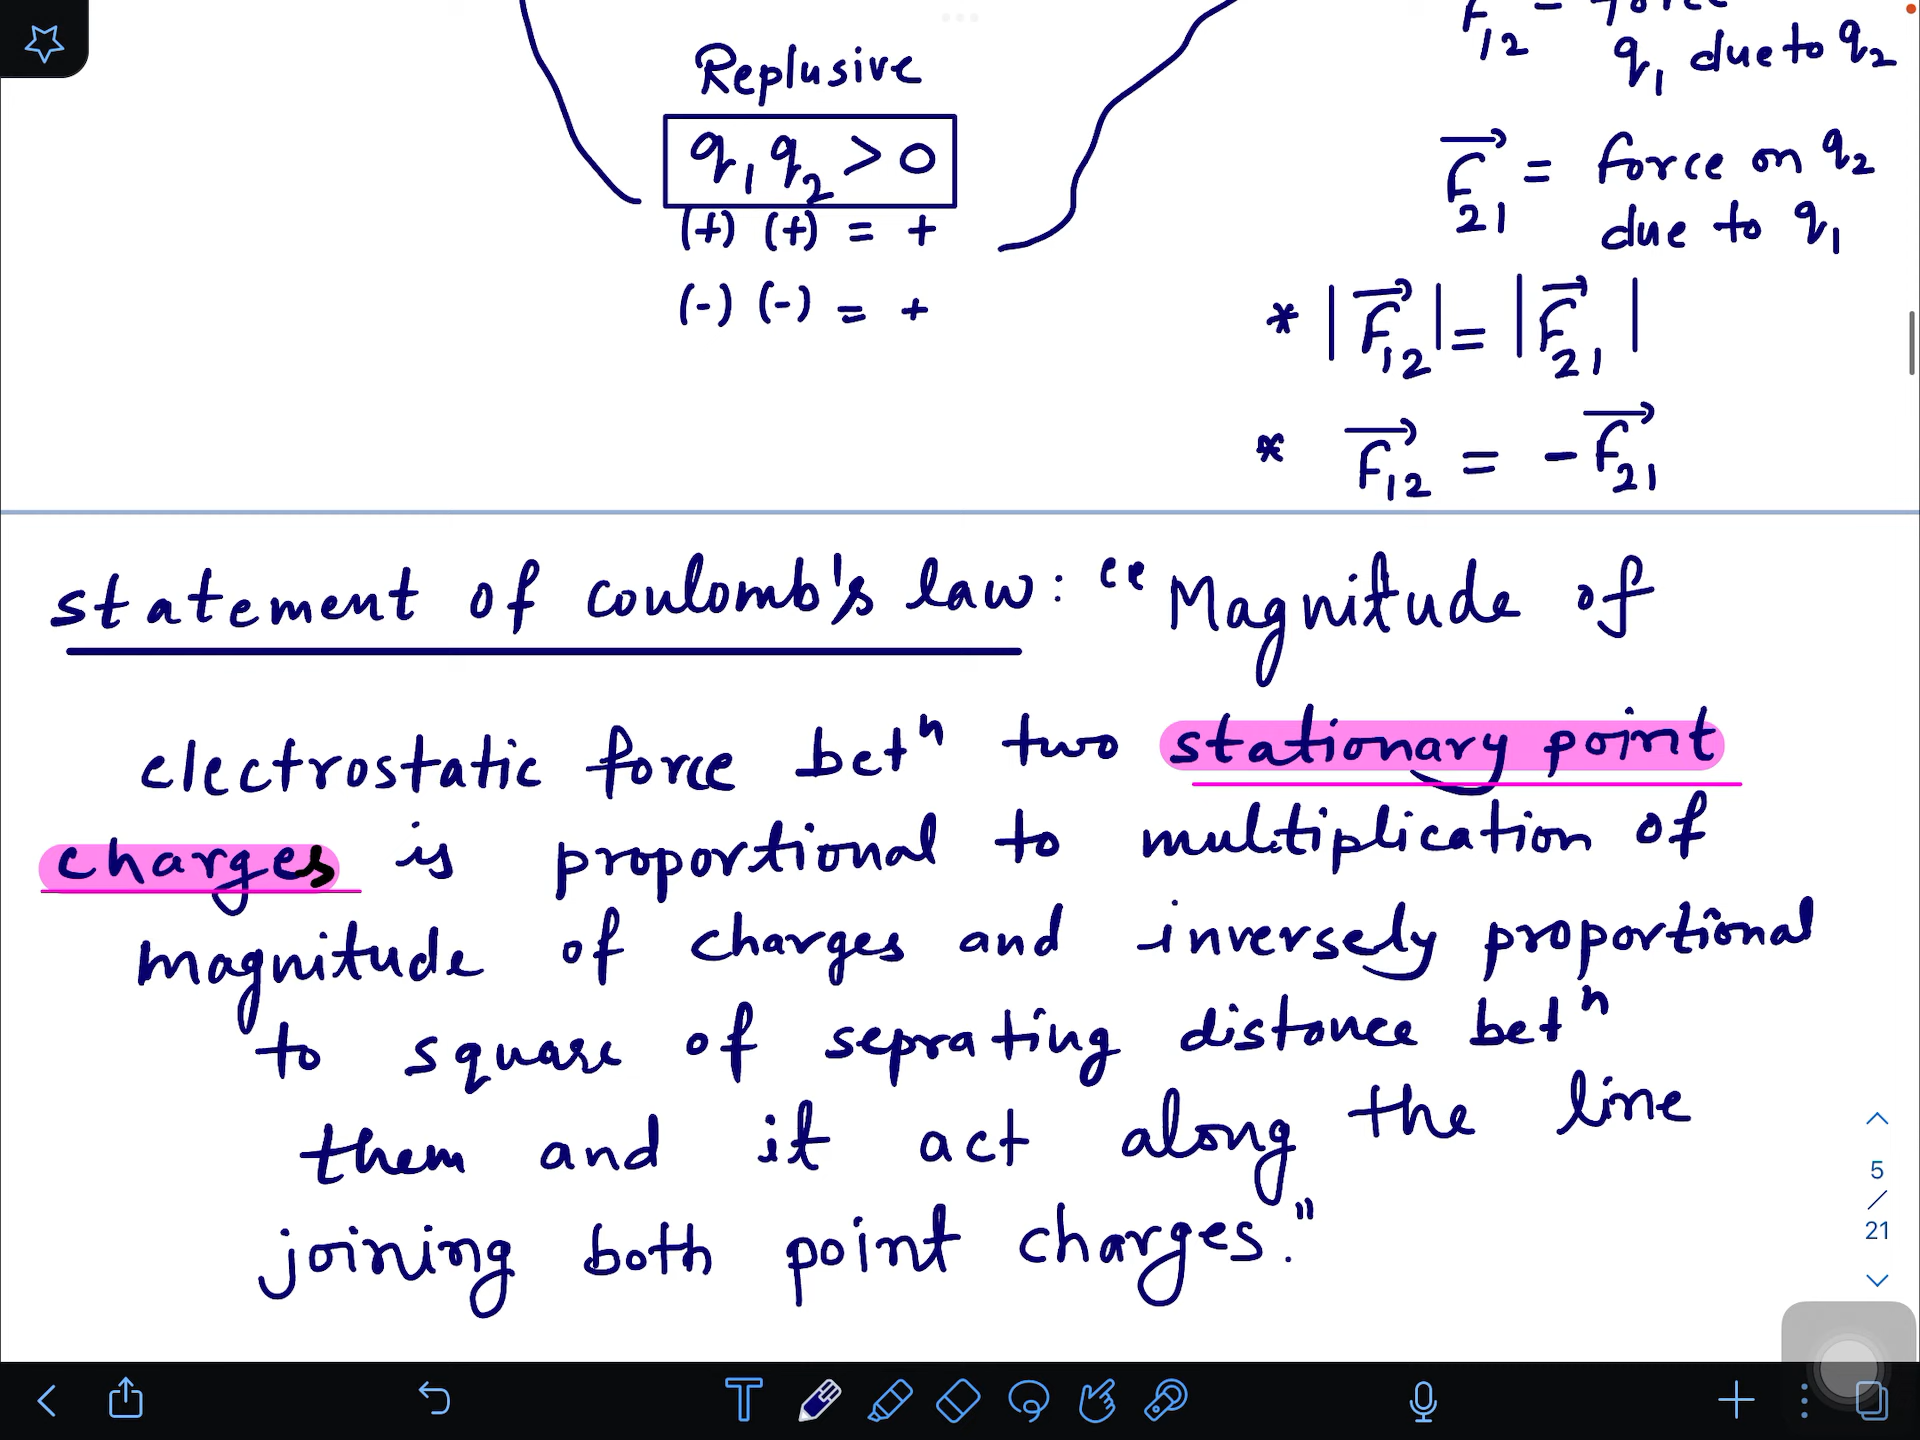 Replusive
q₁q₂ > 0
(+) (+) = +
(-) (-) = +
F₁₂ = force
q₁ due to q₂
F₂₁ = force on q₂
due to q₁
* |F₁₂| = |F₂₁|
* F₁₂ = -F₂₁
statement of coulomb's law: “Magnitude of
electrostatic force betⁿ two stationary point
charges is proportional to multiplication of
magnitude of charges and inversely proportional
to square of seprating distance betⁿ
them and it act along the line
joining both point charges."
5
/
21
T